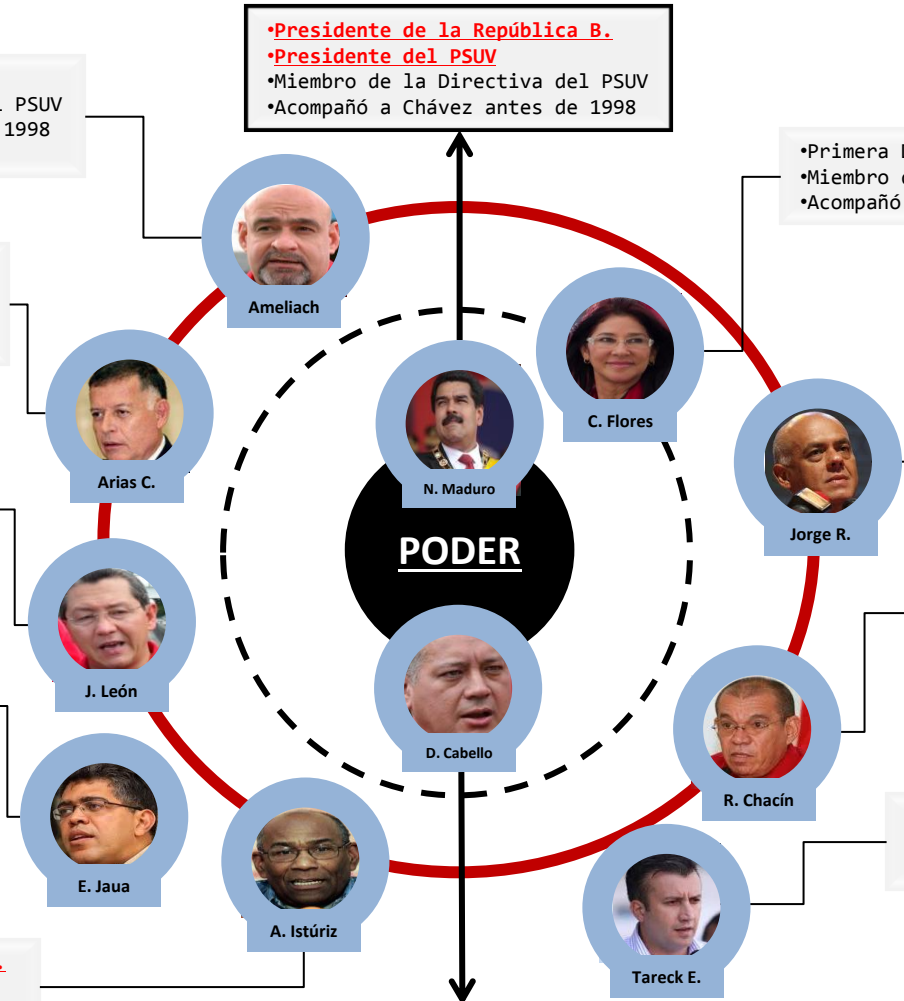 •Presidente de la República B.
•Presidente del PSUV
•Miembro de la Directiva del PSUV
•Acompañó a Chávez antes de 1998
PSUV
1998
•Primera
•Miembro
•Acompañó
Ameliach
C. Flores
Arias C.
N. Maduro
Jorge R.
PODER
J. León
D. Cabello
R. Chacín
E. Jaua
A. Istúriz
Tareck E.